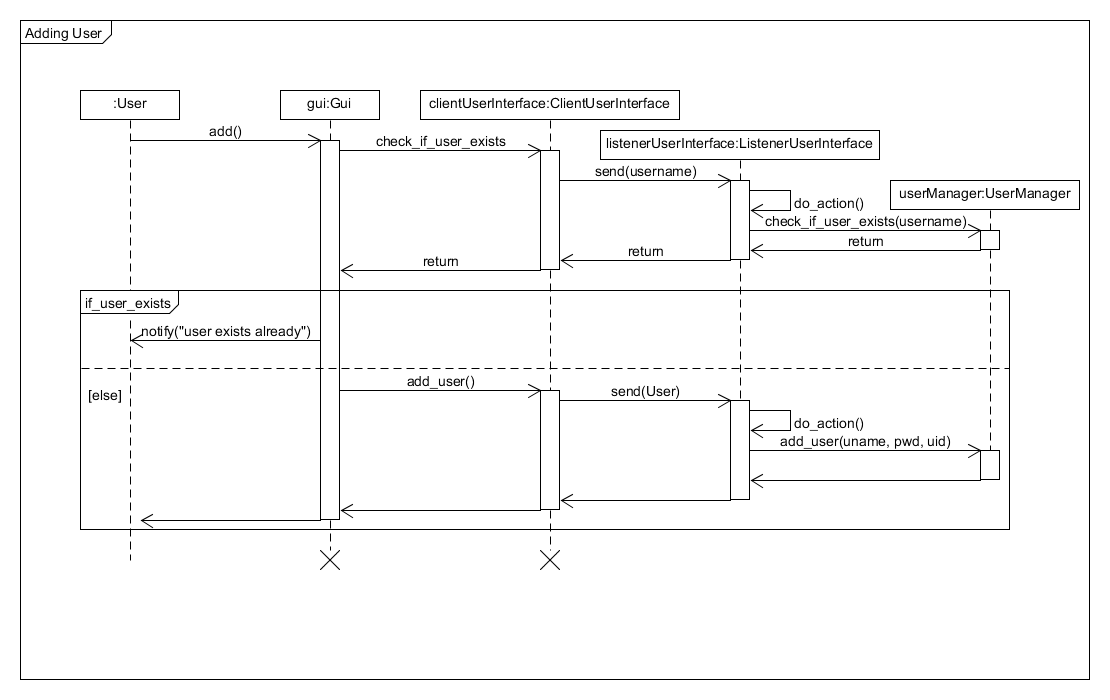 Adding User
:User
gui:Gui
clientUserInterface:ClientUserInterface
add()
check_if_user_exists
listenerUserInterface:ListenerUserInterface
send(username)
userManager:UserManager
do_action()
check_if_user_exists(username)
return
return
return
if_user_exists
notify("user exists already")
add_user()
[else]
send(User)
do_action()
add_user(uname, pwd, uid)